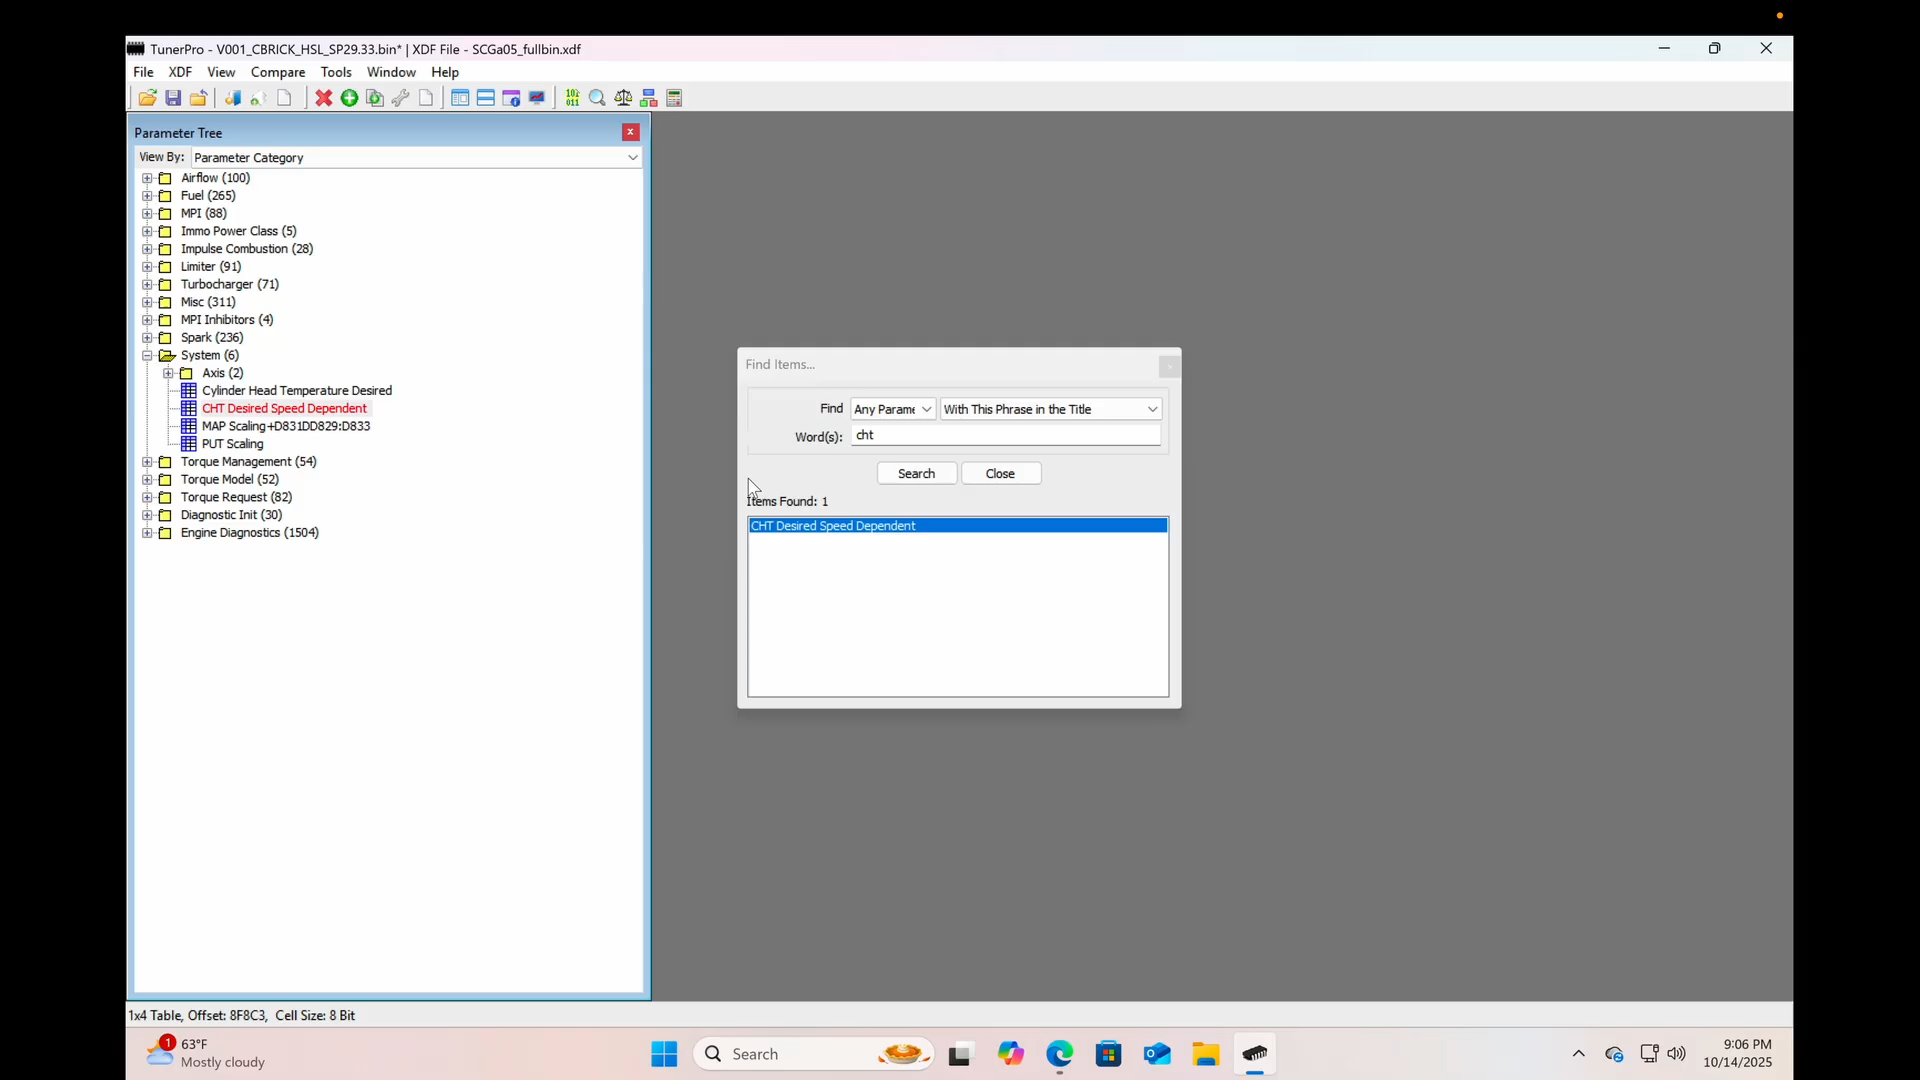 TunerPro - V001_CBRICK_HSL_SP29.33.bin* | XDF File - SCGa05_fullbin.xdf
File XDF View Compare Tools Window Help
Parameter Tree
View By: Parameter Category
Airflow (100)
Fuel (265)
MPI (88)
Immo Power Class (5)
Impulse Combustion (28)
Limiter (91)
Turbocharger (71)
Misc (311)
MPI Inhibitors (4)
Spark (236)
System (6)
Axis (2)
Cylinder Head Temperature Desired
CHT Desired Speed Dependent
MAP Scaling+D831DD829:D833
PUT Scaling
Torque Management (54)
Torque Model (52)
Torque Request (82)
Diagnostic Init (30)
Engine Diagnostics (1504)
Find Items...
Find Any Parame With This Phrase in the Title
Word(s): cht
Search Close
Items Found: 1
CHT Desired Speed Dependent
1x4 Table, Offset: 8F8C3, Cell Size: 8 Bit
1
63°F
Mostly cloudy
Search
9:06 PM
10/14/2025